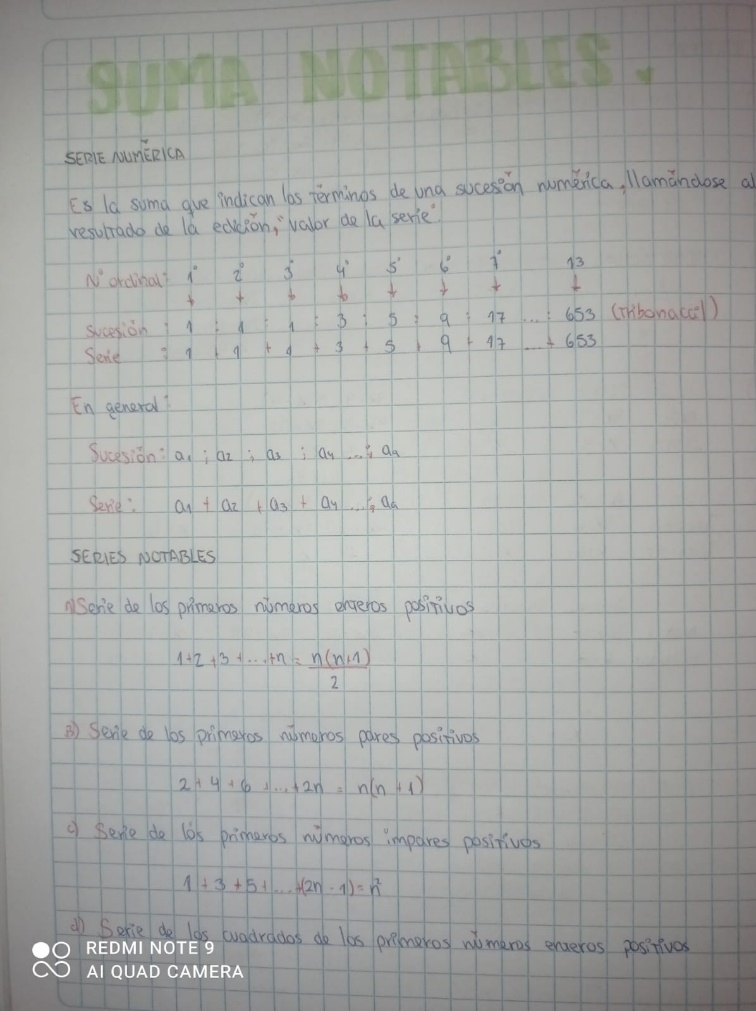 SUMA NOTABLES.
SERIE NUMÉRICA
Es la suma que indican los términos de una sucesón numérica, llamándose al
resultado de la edición, "valor de la serie"
N° ordinal: 1° 2° 3° 4° 5° 6° 7° 13
↓ ↓ ↓ ↓ ↓ ↓ ↓ ↓
Sucesión : 1 ; 1 ; 1 ; 3 ; 5 ; 9 ; 17 ... ; 653 (Tribonacci)
Serie : 1 + 1 + 1 + 3 + 5 + 9 + 17 ... + 653
En general:
Sucesión: a1 ; a2 ; a3 ; a4 ... ; an
Serie: a1 + a2 + a3 + a4 ... ; an
SERIES NOTABLES
A) Serie de los primeros números enteros positivos
1+2+3+...+n = n(n+1)
2
B) Serie de los primeros números pares positivos
2+4+6+...+2n = n(n+1)
c) Serie de los primeros números impares positivos
1+3+5+...+(2n-1)=n²
d) Serie de los cuadrados de los primeros números enteros positivos
REDMI NOTE 9
AI QUAD CAMERA